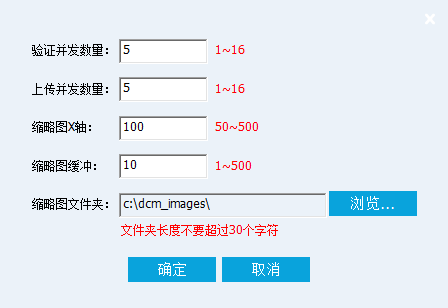 验证并发数量： 5 1~16
上传并发数量： 5 1~16
缩略图X轴： 100 50~500
缩略图缓冲： 10 1~500
缩略图文件夹： c:\dcm_images\ 浏览...
文件夹长度不要超过30个字符
确定 取消